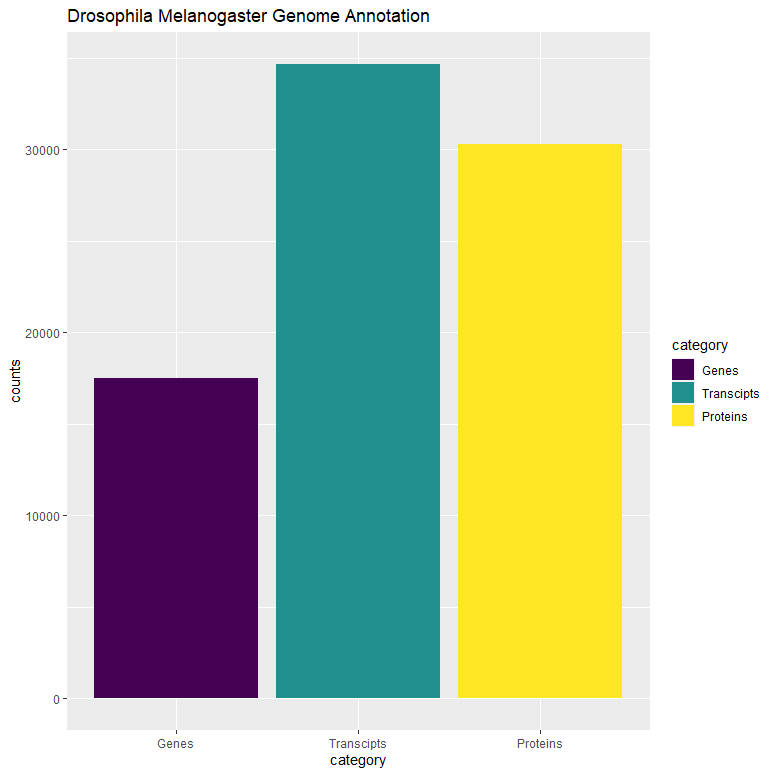 Drosophila Melanogaster Genome Annotation
counts
30000
20000
10000
0
Genes
Transcipts
Proteins
category
category
Genes
Transcipts
Proteins